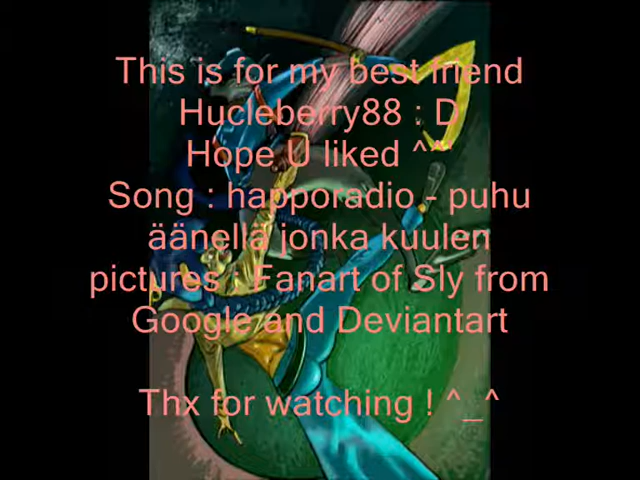 This is for my best friend
Hucleberry88 : D
Hope U liked ^^
Song : happoradio - puhu
äänellä jonka kuulen
pictures : Fanart of Sly from
Google and Deviantart
Thx for watching ! ^_^